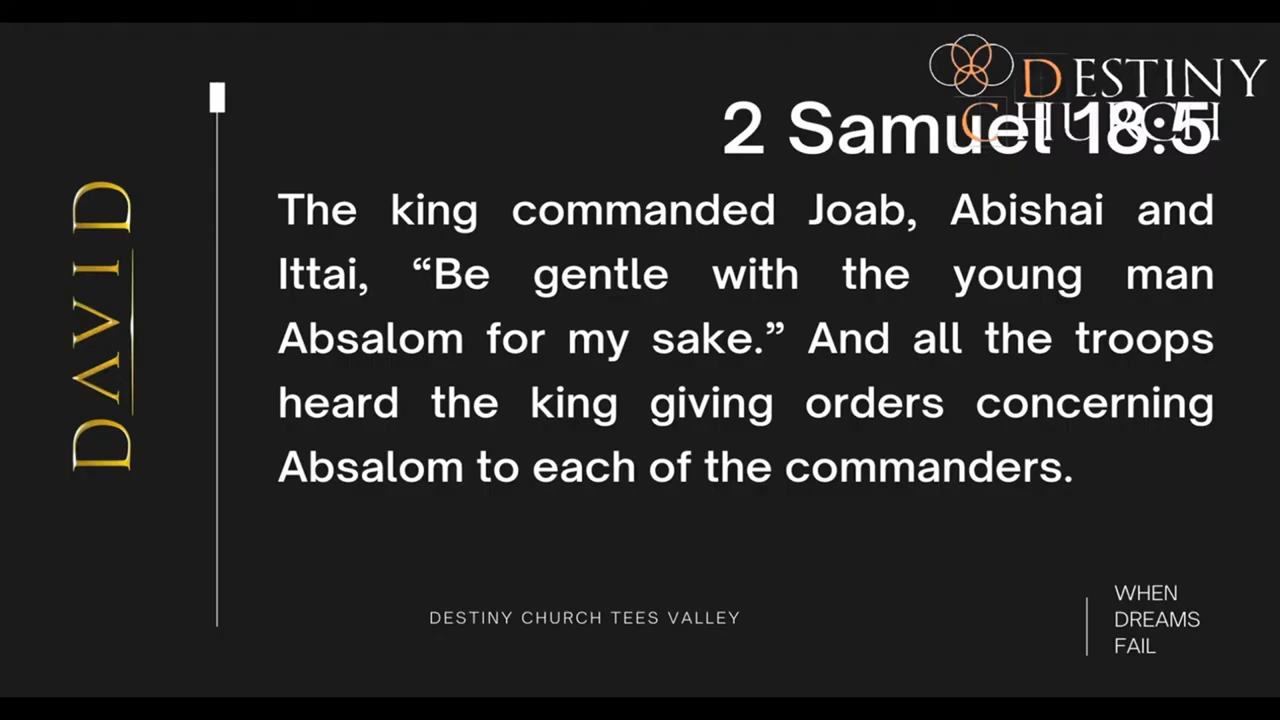 DESTINY
CHURCH
2 Samuel 18:5
DAVID
The king commanded Joab, Abishai and
Ittai, “Be gentle with the young man
Absalom for my sake.” And all the troops
heard the king giving orders concerning
Absalom to each of the commanders.
DESTINY CHURCH TEES VALLEY
WHEN
DREAMS
FAIL